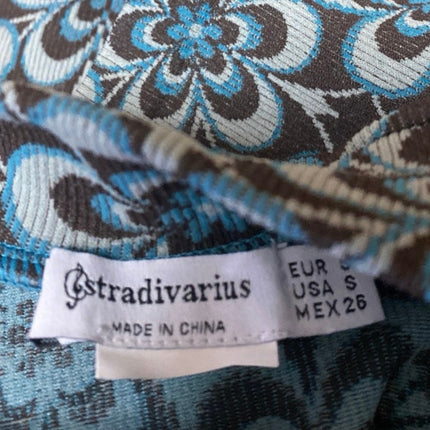 stradivarius
MADE IN CHINA
EUR S
USA S
MEX 26